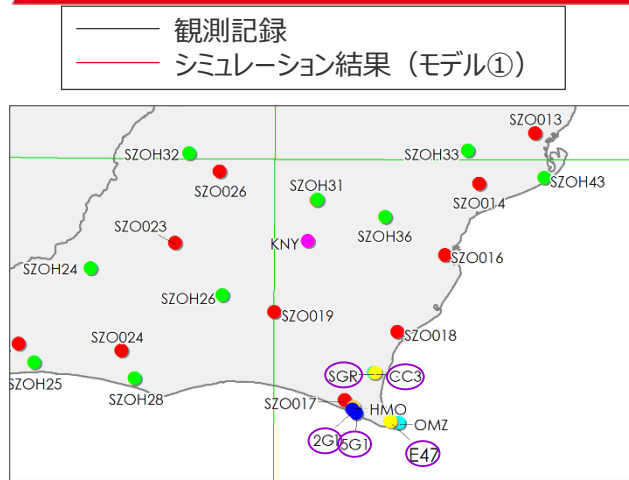 観測記録
シミュレーション結果（モデル①）
SZO013
SZOH32
SZOH33
SZO026
SZOH31
SZOH43
SZO014
SZO023
KNY
SZOH36
SZO016
SZOH24
SZOH26
SZO019
SZO018
SZO024
SZOH25
SZOH28
SGR
CC3
SZO017
HMO
OMZ
2G1
5G1
E47